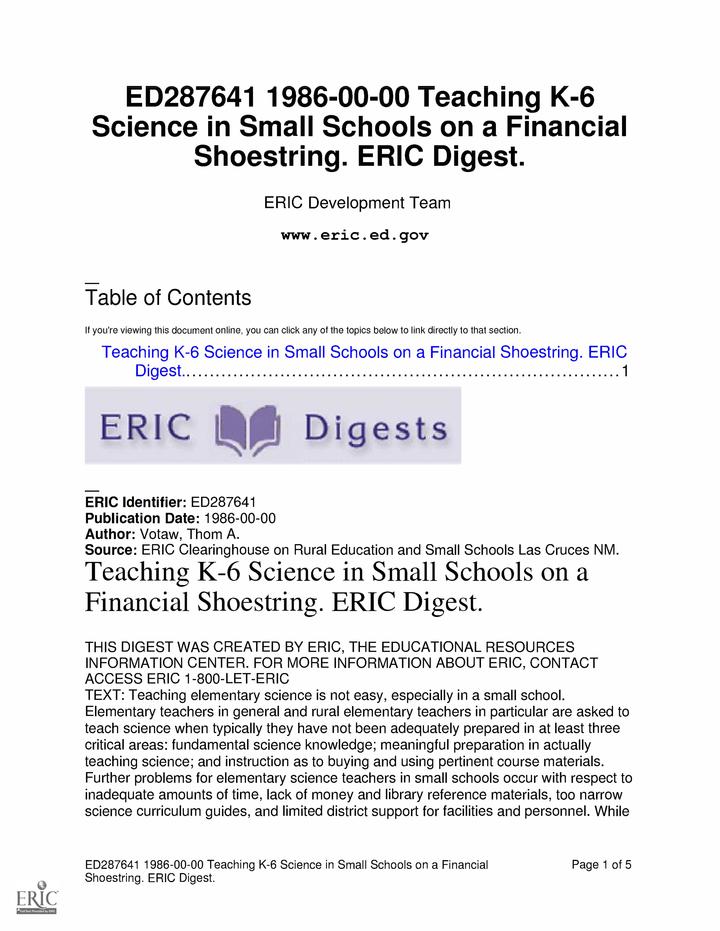 ED287641 1986-00-00 Teaching K-6
Science in Small Schools on a Financial
Shoestring. ERIC Digest.
ERIC Development Team
www.eric.ed.gov
Table of Contents
If you're viewing this document online, you can click any of the topics below to link directly to that section.
Teaching K-6 Science in Small Schools on a Financial Shoestring. ERIC
Digest.........................................................................1
ERIC Digests
ERIC Identifier: ED287641
Publication Date: 1986-00-00
Author: Votaw, Thom A.
Source: ERIC Clearinghouse on Rural Education and Small Schools Las Cruces NM.
Teaching K-6 Science in Small Schools on a
Financial Shoestring. ERIC Digest.
THIS DIGEST WAS CREATED BY ERIC, THE EDUCATIONAL RESOURCES
INFORMATION CENTER. FOR MORE INFORMATION ABOUT ERIC, CONTACT
ACCESS ERIC 1-800-LET-ERIC
TEXT: Teaching elementary science is not easy, especially in a small school.
Elementary teachers in general and rural elementary teachers in particular are asked to
teach science when typically they have not been adequately prepared in at least three
critical areas: fundamental science knowledge; meaningful preparation in actually
teaching science; and instruction as to buying and using pertinent course materials.
Further problems for elementary science teachers in small schools occur with respect to
inadequate amounts of time, lack of money and library reference materials, too narrow
science curriculum guides, and limited district support for facilities and personnel. While
ED287641 1986-00-00 Teaching K-6 Science in Small Schools on a Financial
Shoestring. ERIC Digest.
Page 1 of 5
ERIC